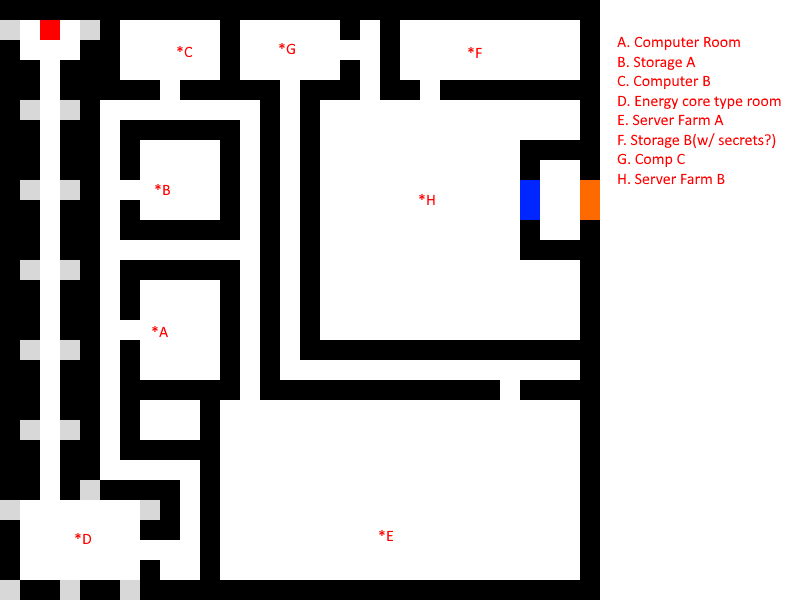 *C
*G
*F
A. Computer Room
B. Storage A
C. Computer B
D. Energy core type room
E. Server Farm A
F. Storage B(w/ secrets?)
G. Comp C
H. Server Farm B
*B
*H
*A
*D
*E